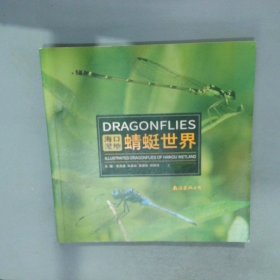 DRAGONFLIES
海口
湿地
蜻蜓世界
ILLUSTRATED DRAGONFLIES OF HAIKOU WETLAND